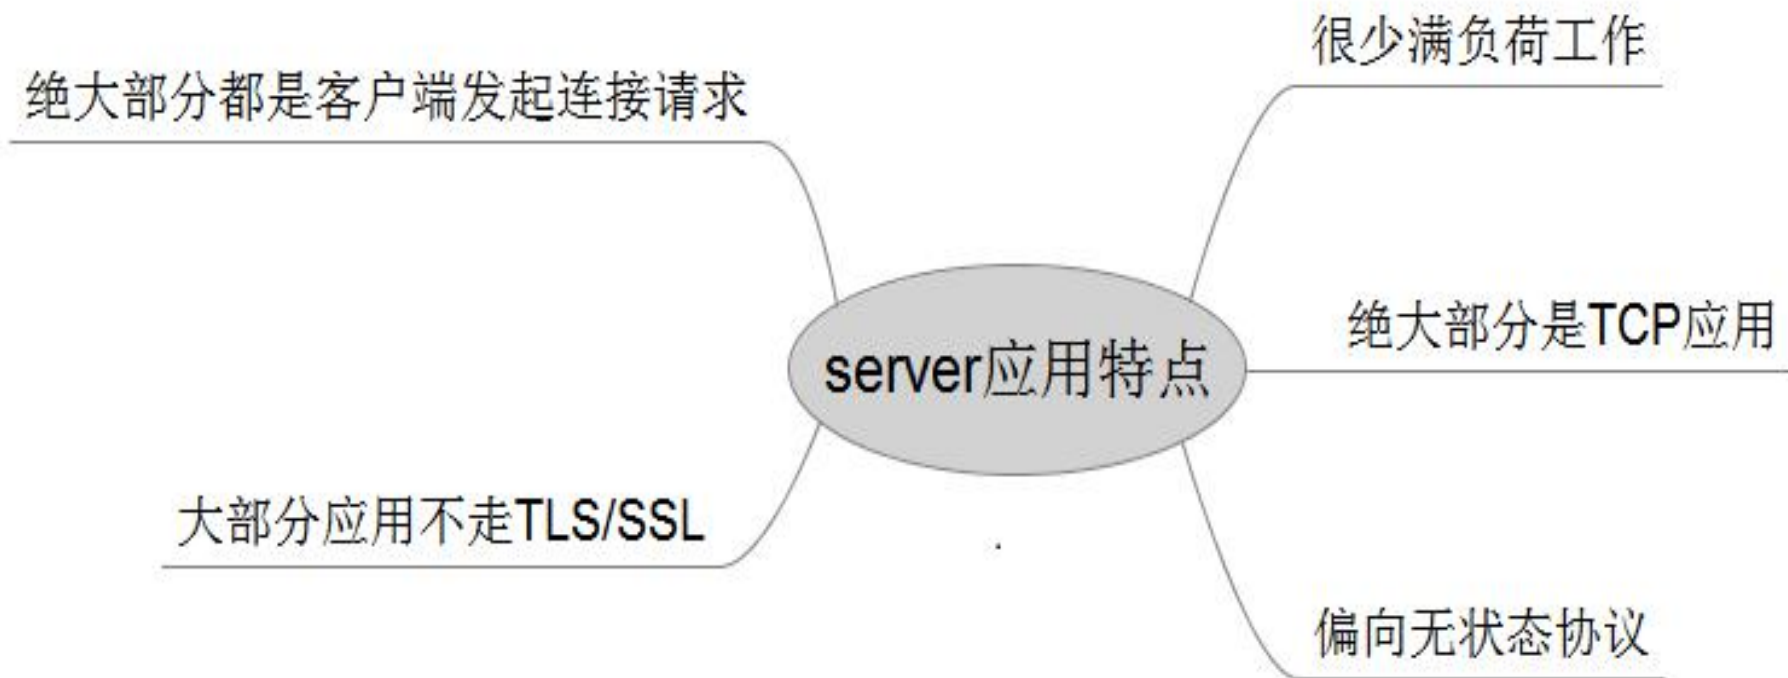 很少满负荷工作
绝大部分都是客户端发起连接请求
绝大部分是TCP应用
server应用特点
大部分应用不走TLS/SSL
偏向无状态协议